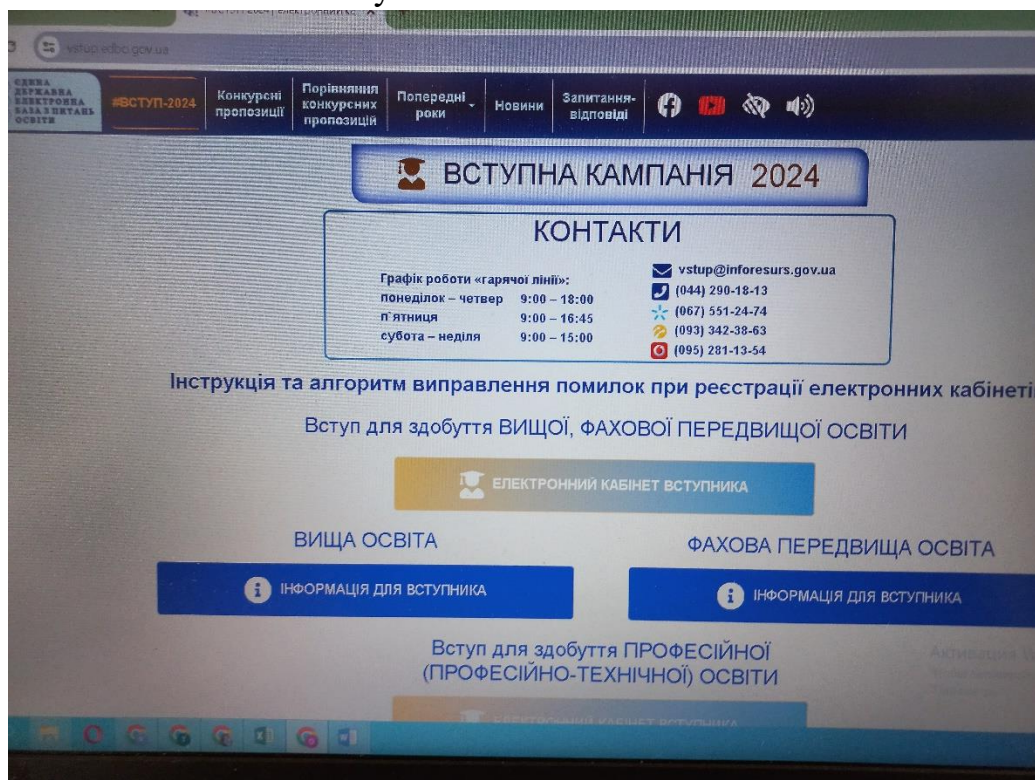 vstup.edbo.gov.ua
ЄДИНА
ДЕРЖАВНА
ЕЛЕКТРОННА
БАЗА З ПИТАНЬ
ОСВІТИ
#ВСТУП-2024
Конкурсні
пропозиції
Порівняння
конкурсних
пропозицій
Попередні
роки
Новини
Запитання-
відповіді
ВСТУПНА КАМПАНІЯ 2024
КОНТАКТИ
Графік роботи «гарячої лінії»:
понеділок – четвер 9:00 – 18:00
п`ятниця 9:00 – 16:45
субота – неділя 9:00 – 15:00
vstup@inforesurs.gov.ua
(044) 290-18-13
(067) 551-24-74
(093) 342-38-63
(095) 281-13-54
Інструкція та алгоритм виправлення помилок при реєстрації електронних кабінеті
Вступ для здобуття ВИЩОЇ, ФАХОВОЇ ПЕРЕДВИЩОЇ ОСВІТИ
ЕЛЕКТРОННИЙ КАБІНЕТ ВСТУПНИКА
ВИЩА ОСВІТА
ФАХОВА ПЕРЕДВИЩА ОСВІТА
ІНФОРМАЦІЯ ДЛЯ ВСТУПНИКА
ІНФОРМАЦІЯ ДЛЯ ВСТУПНИКА
Вступ для здобуття ПРОФЕСІЙНОЇ
(ПРОФЕСІЙНО-ТЕХНІЧНОЇ) ОСВІТИ
Активация
ЕЛЕКТРОННИЙ КАБІНЕТ ВСТУПНИКА